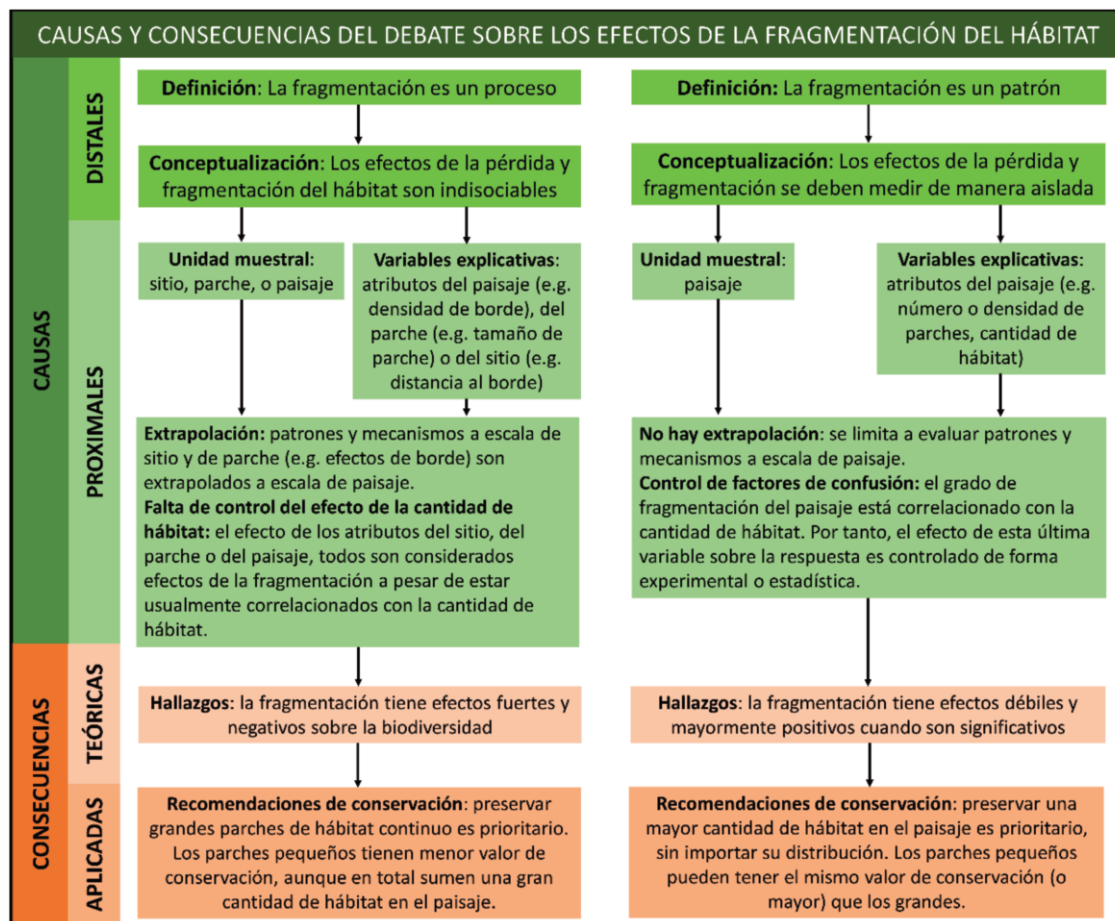 CAUSAS Y CONSECUENCIAS DEL DEBATE SOBRE LOS EFECTOS DE LA FRAGMENTACIÓN DEL HÁBITAT
CAUSAS
DISTALES
Definición: La fragmentación es un proceso
Conceptualización: Los efectos de la pérdida y
fragmentación del hábitat son indisociables
Definición: La fragmentación es un patrón
Conceptualización: Los efectos de la pérdida y
fragmentación se deben medir de manera aislada
PROXIMALES
Unidad muestral:
sitio, parche, o paisaje
Variables explicativas:
atributos del paisaje (e.g.
densidad de borde), del
parche (e.g. tamaño de
parche) o del sitio (e.g.
distancia al borde)
Extrapolación: patrones y mecanismos a escala de
sitio y de parche (e.g. efectos de borde) son
extrapolados a escala de paisaje.
Falta de control del efecto de la cantidad de
hábitat: el efecto de los atributos del sitio, del
parche o del paisaje, todos son considerados
efectos de la fragmentación a pesar de estar
usualmente correlacionados con la cantidad de
hábitat.
Unidad muestral:
paisaje
Variables explicativas:
atributos del paisaje (e.g.
número o densidad de
parches, cantidad de
hábitat)
No hay extrapolación: se limita a evaluar patrones y
mecanismos a escala de paisaje.
Control de factores de confusión: el grado de
fragmentación del paisaje está correlacionado con la
cantidad de hábitat. Por tanto, el efecto de esta última
variable sobre la respuesta es controlado de forma
experimental o estadística.
CONSECUENCIAS
TEÓRICAS
Hallazgos: la fragmentación tiene efectos fuertes y
negativos sobre la biodiversidad
Hallazgos: la fragmentación tiene efectos débiles y
mayormente positivos cuando son significativos
APLICADAS
Recomendaciones de conservación: preservar
grandes parches de hábitat continuo es prioritario.
Los parches pequeños tienen menor valor de
conservación, aunque en total sumen una gran
cantidad de hábitat en el paisaje.
Recomendaciones de conservación: preservar una
mayor cantidad de hábitat en el paisaje es prioritario,
sin importar su distribución. Los parches pequeños
pueden tener el mismo valor de conservación (o
mayor) que los grandes.